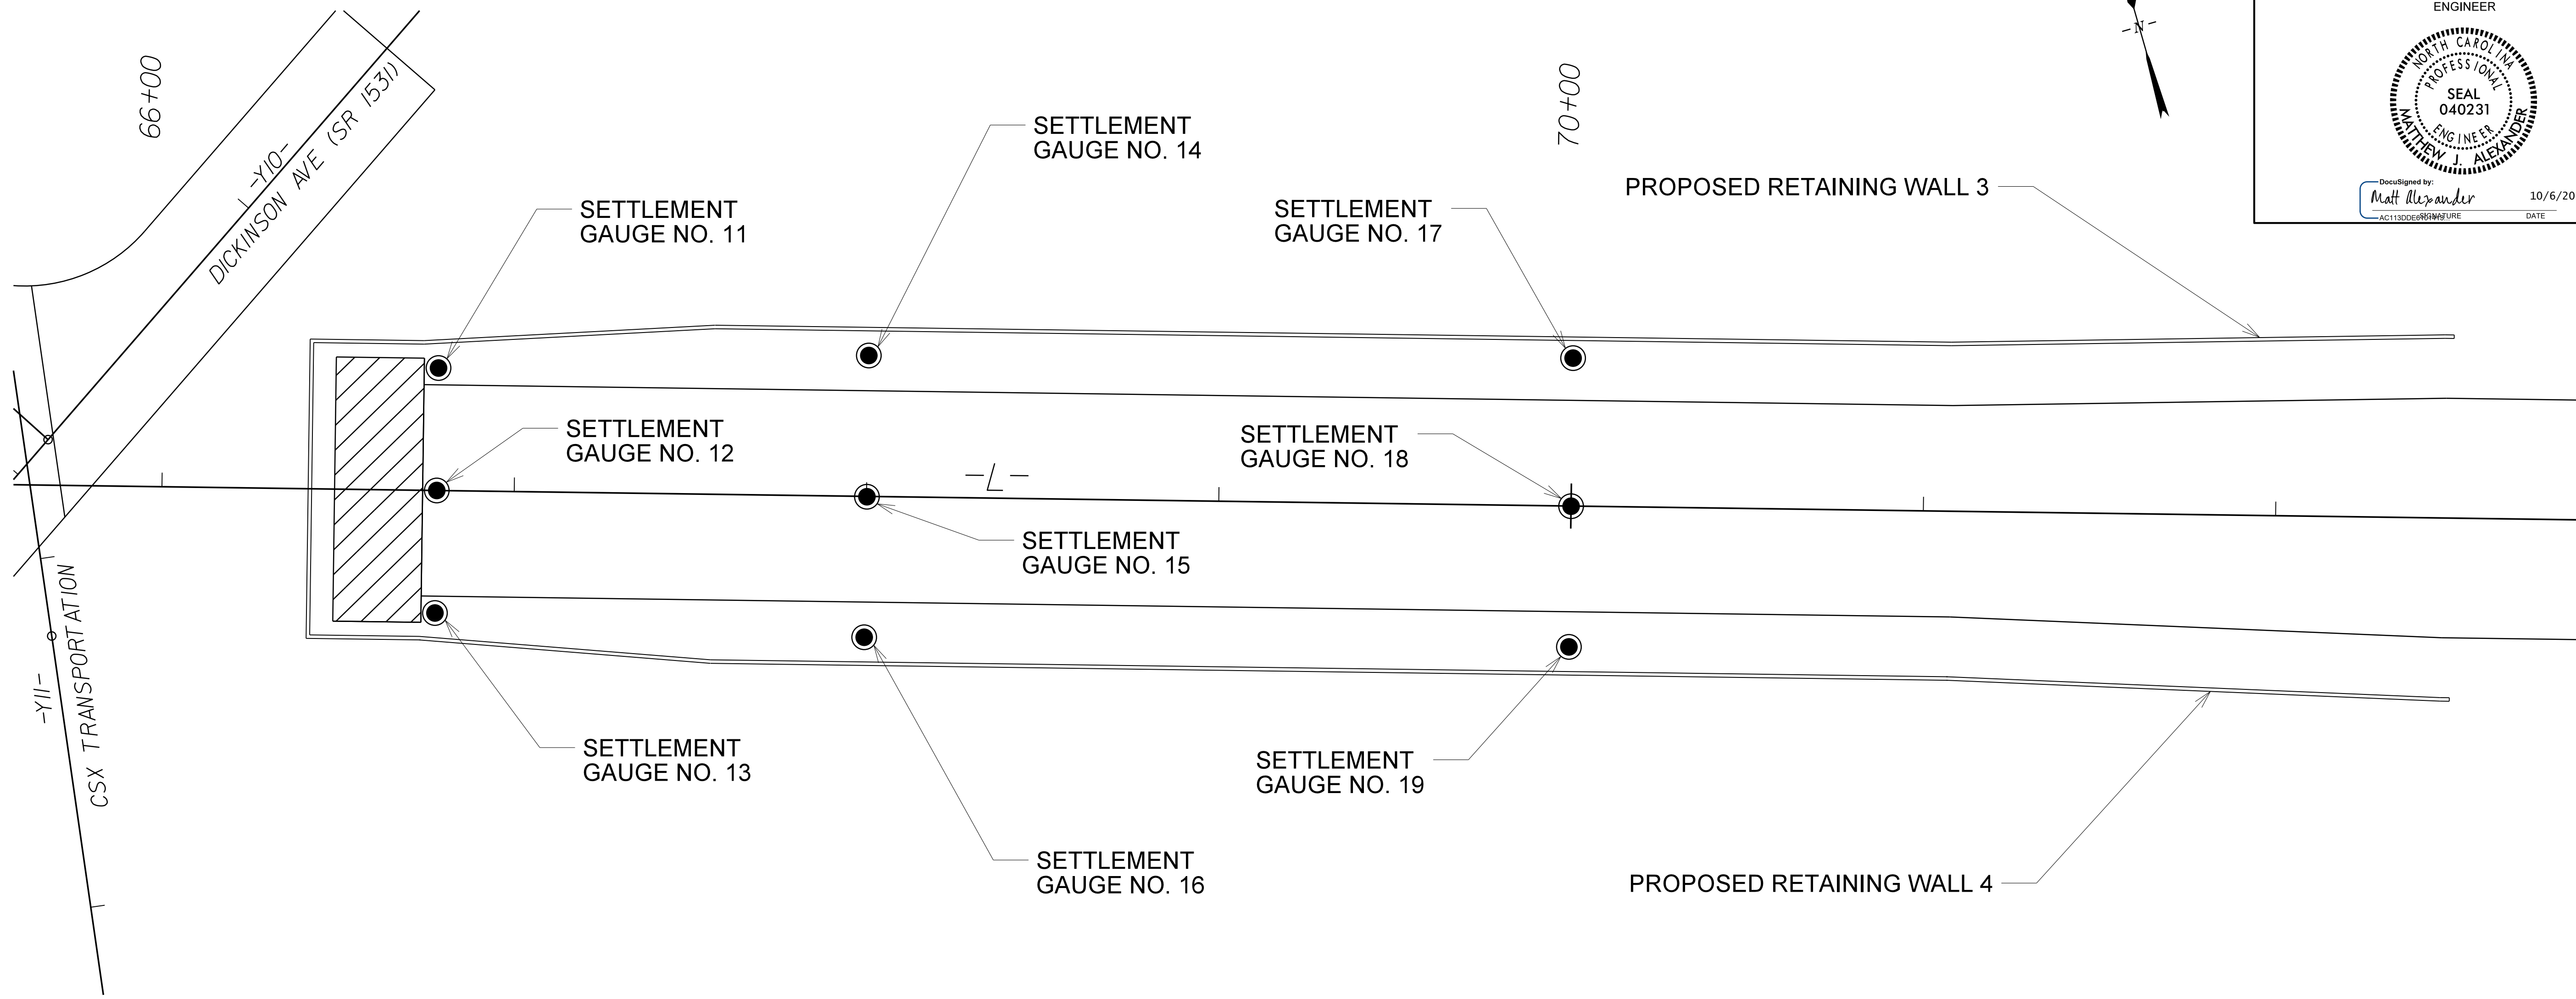 ENGINEER
-N-
NORTH CAROLINA
PROFESSIONAL
SEAL
040231
ENGINEER
MATTHEW J. ALEXANDER
DocuSigned by:
Matt Alexander
10/6/20
SIGNATURE
DATE
66+00
70+00
-Y10-
DICKINSON AVE (SR 1531)
SETTLEMENT
GAUGE NO. 14
PROPOSED RETAINING WALL 3
SETTLEMENT
GAUGE NO. 11
SETTLEMENT
GAUGE NO. 17
SETTLEMENT
GAUGE NO. 12
SETTLEMENT
GAUGE NO. 18
-L-
SETTLEMENT
GAUGE NO. 15
-Y11-
CSX TRANSPORTATION
SETTLEMENT
GAUGE NO. 13
SETTLEMENT
GAUGE NO. 19
SETTLEMENT
GAUGE NO. 16
PROPOSED RETAINING WALL 4